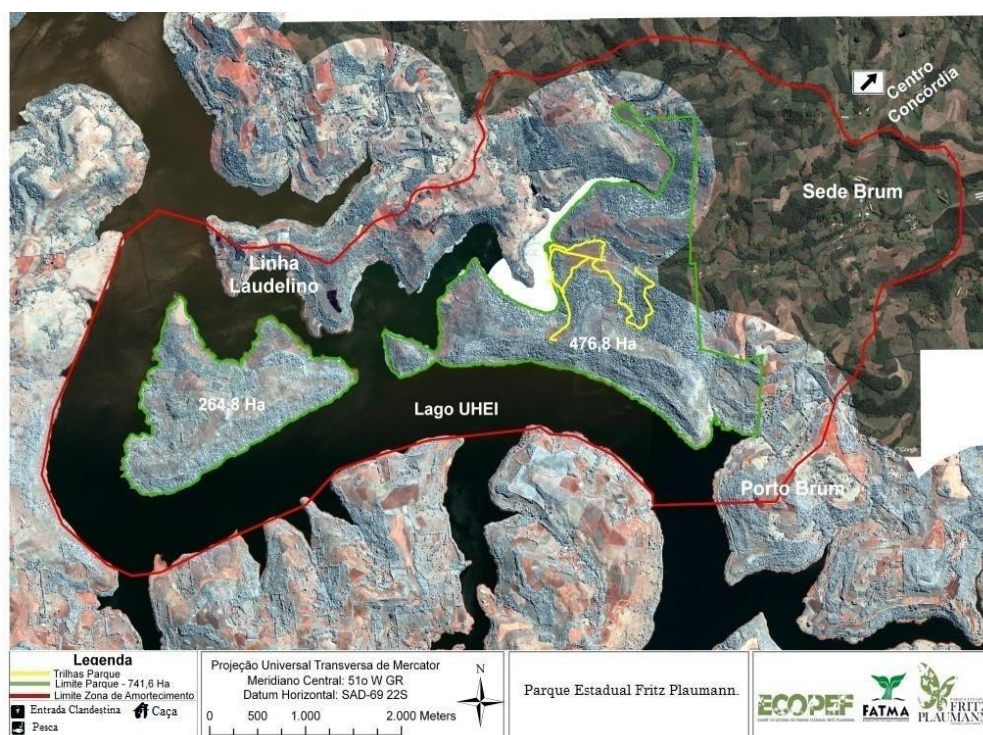 Centro
Concórdia
Sede Brum
Linha
Laudelino
476,8 Ha
264,8 Ha
Lago UHEI
Porto Brum
Google
Legenda
Trilhas Parque
Limite Parque - 741,6 Ha
Limite Zona de Amortecimento
Entrada Clandestina
Caça
Pesca
Projeção Universal Transversa de Mercator
Meridiano Central: 51o W GR
Datum Horizontal: SAD-69 22S
N
0 500 1.000 2.000 Meters
Parque Estadual Fritz Plaumann.
ECOPEF
FATMA
FRITZ
PLAUMANN